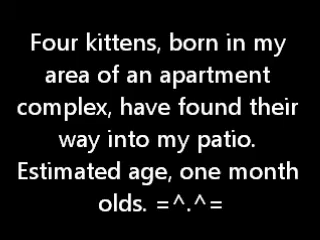 Four kittens, born in my
area of an apartment
complex, have found their
way into my patio.
Estimated age, one month
olds. =^.^=